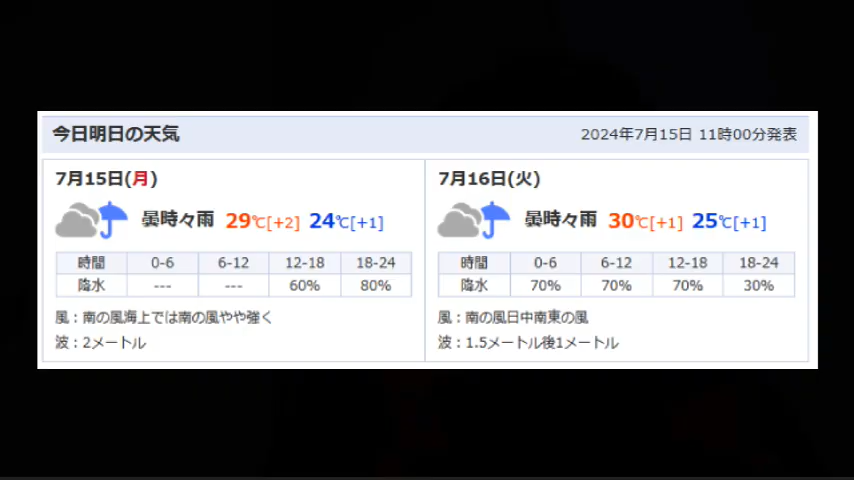 今日明日の天気 2024年7月15日 11時00分発表
7月15日(月)
曇時々雨 29℃[+2] 24℃[+1]
時間 0-6 6-12 12-18 18-24
降水 --- --- 60% 80%
風：南の風海上では南の風やや強く
波：2メートル
7月16日(火)
曇時々雨 30℃[+1] 25℃[+1]
時間 0-6 6-12 12-18 18-24
降水 70% 70% 70% 30%
風：南の風日中南東の風
波：1.5メートル後1メートル